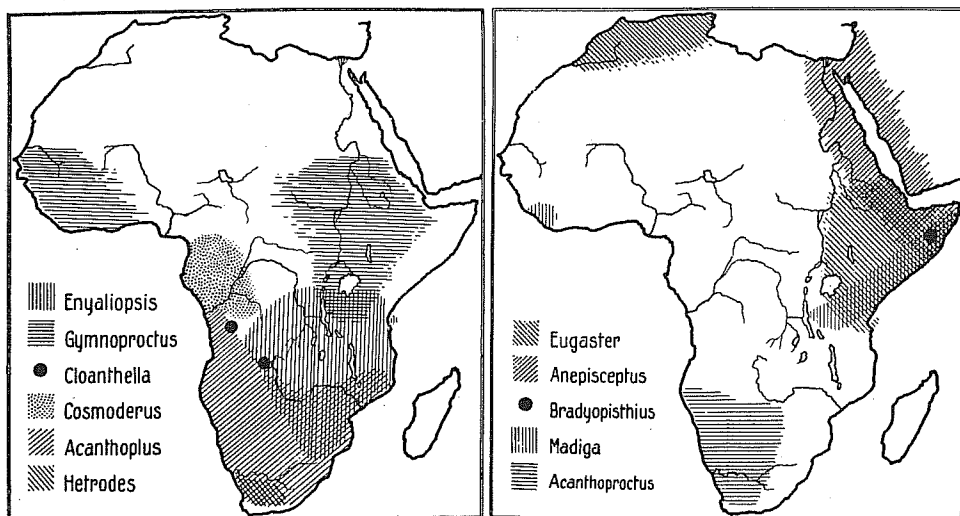 Enyaliopsis
Gymnoproctus
Cloanthella
Cosmoderus
Acanthoplus
Hetrodes
Eugaster
Anepisceptus
Bradyopisthius
Madiga
Acanthoproctus